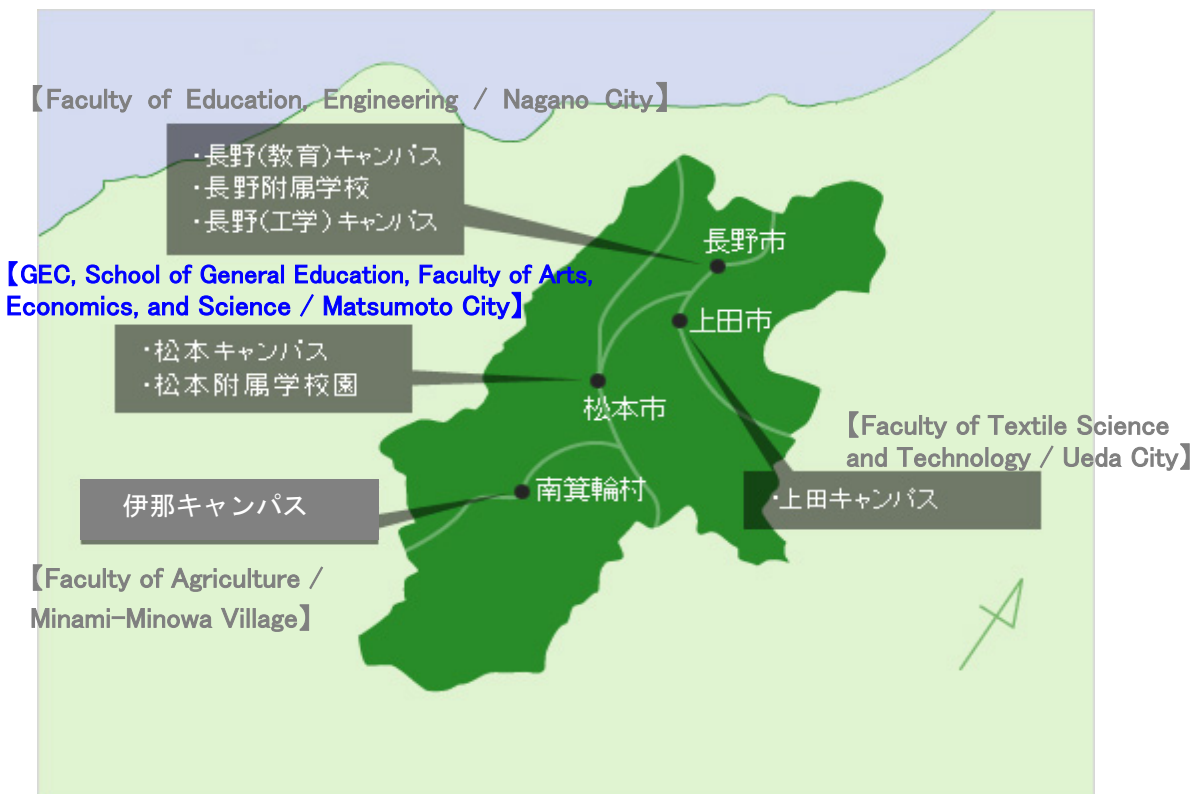 【Faculty of Education, Engineering / Nagano City】
・長野(教育)キャンパス
・長野附属学校
・長野(工学)キャンパス
長野市
【GEC, School of General Education, Faculty of Arts,
Economics, and Science / Matsumoto City】
上田市
・松本キャンパス
・松本附属学校園
松本市
【Faculty of Textile Science
and Technology / Ueda City】
・上田キャンパス
南箕輪村
伊那キャンパス
【Faculty of Agriculture /
Minami-Minowa Village】